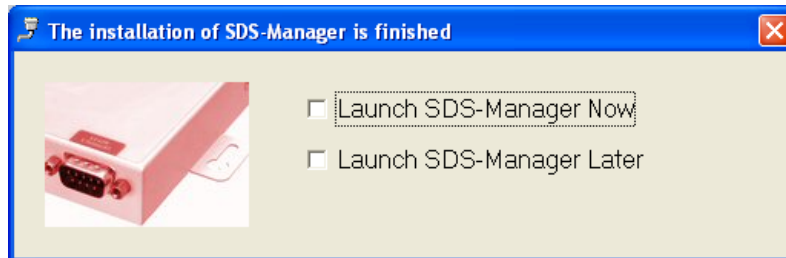 The installation of SDS-Manager is finished
Launch SDS-Manager Now
Launch SDS-Manager Later